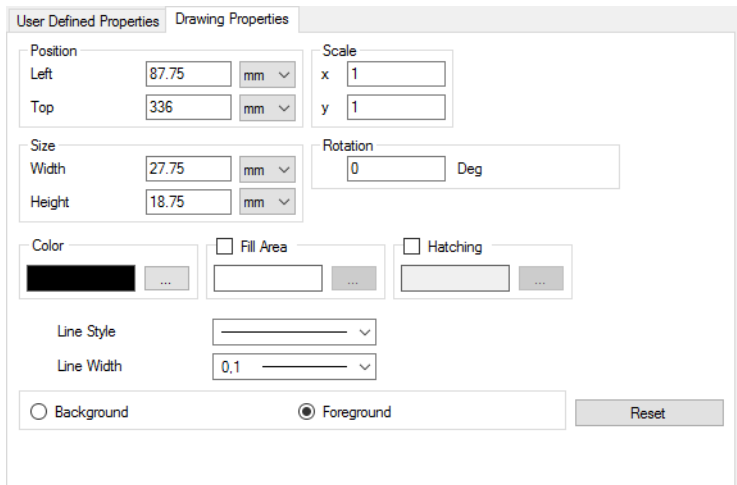 User Defined Properties Drawing Properties
Position Scale
Left 87.75 mm x 1
Top 336 mm y 1
Size Rotation
Width 27.75 mm 0 Deg
Height 18.75 mm
Color Fill Area Hatching
... ... ...
Line Style
Line Width 0,1
Background Foreground Reset